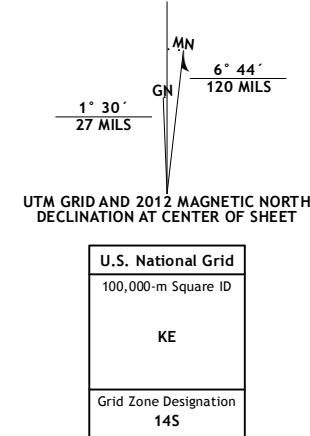 MN
6° 44´
120 MILS
GN
1° 30´
27 MILS
UTM GRID AND 2012 MAGNETIC NORTH
DECLINATION AT CENTER OF SHEET
U.S. National Grid
100,000-m Square ID
KE
Grid Zone Designation
14S